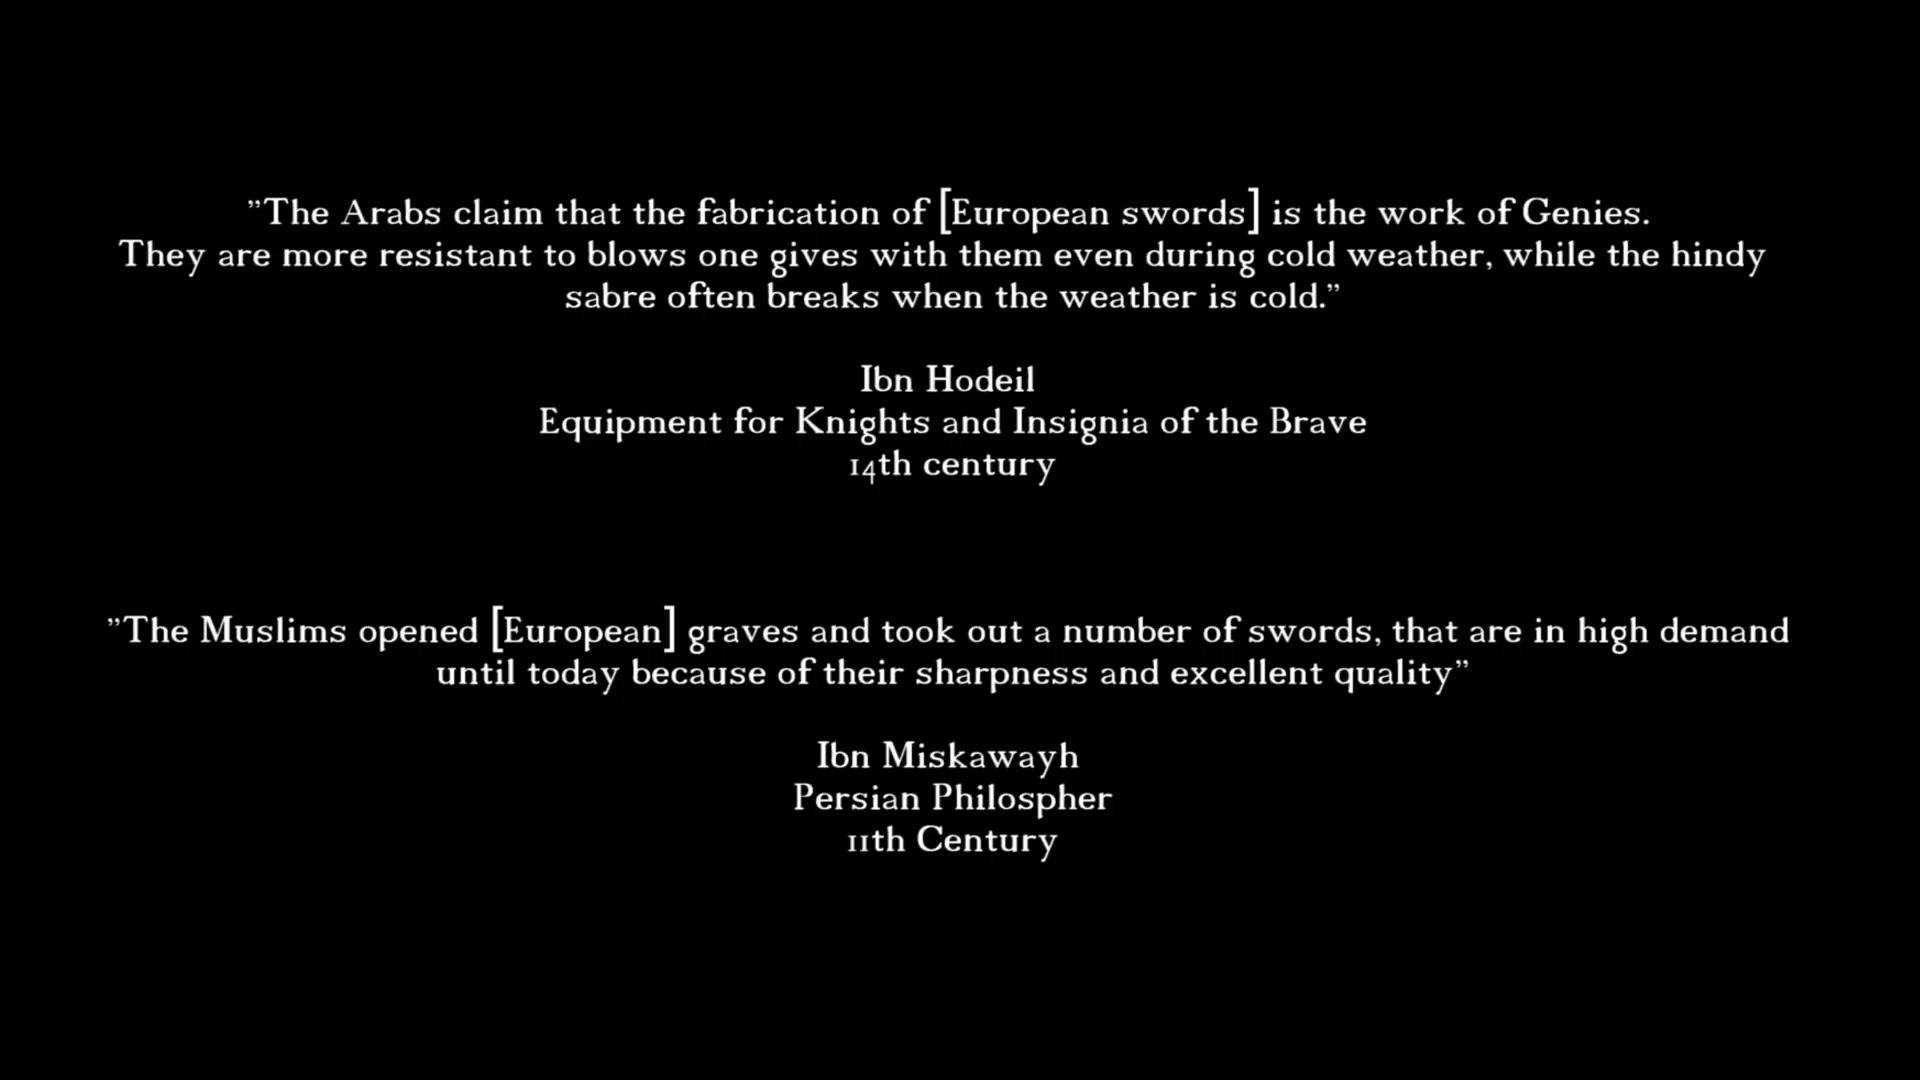 ”The Arabs claim that the fabrication of [European swords] is the work of Genies.
They are more resistant to blows one gives with them even during cold weather, while the hindy
sabre often breaks when the weather is cold.”
Ibn Hodeil
Equipment for Knights and Insignia of the Brave
14th century
”The Muslims opened [European] graves and took out a number of swords, that are in high demand
until today because of their sharpness and excellent quality”
Ibn Miskawayh
Persian Philospher
11th Century